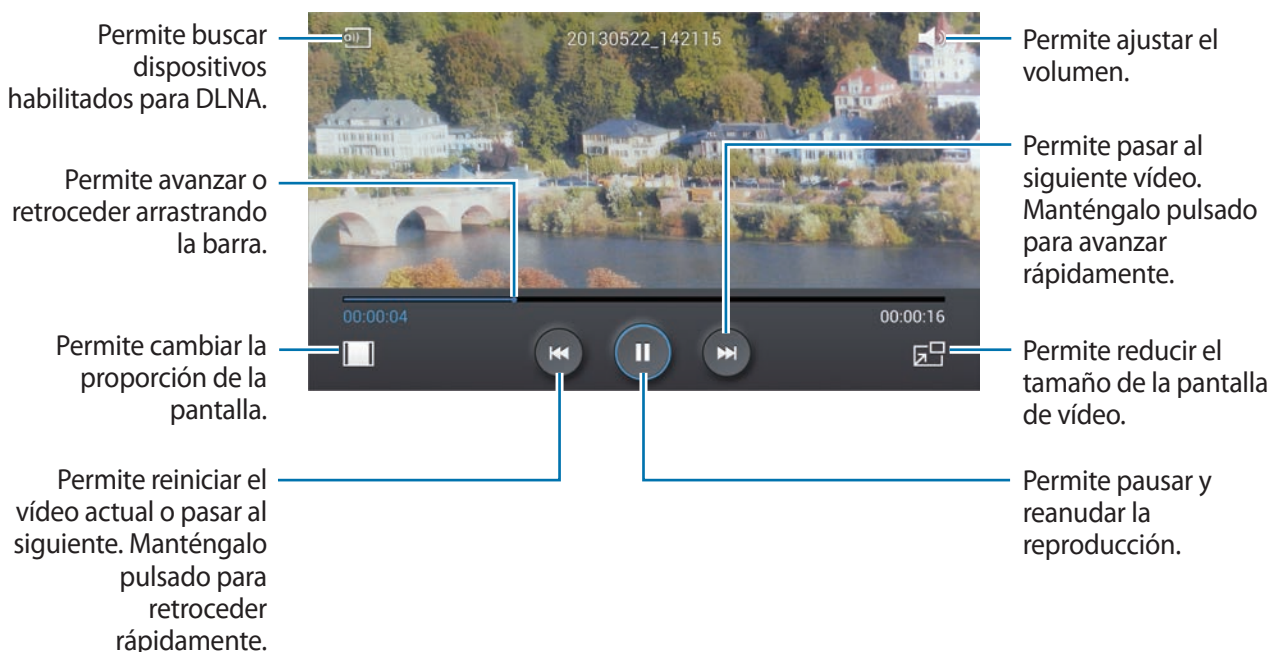 Permite buscar
dispositivos
habilitados para DLNA.
Permite avanzar o
retroceder arrastrando
la barra.
Permite cambiar la
proporción de la
pantalla.
Permite reiniciar el
vídeo actual o pasar al
siguiente. Manténgalo
pulsado para
retroceder
rápidamente.
20130522_142115
00:00:04
00:00:16
Permite ajustar el
volumen.
Permite pasar al
siguiente vídeo.
Manténgalo pulsado
para avanzar
rápidamente.
Permite reducir el
tamaño de la pantalla
de vídeo.
Permite pausar y
reanudar la
reproducción.